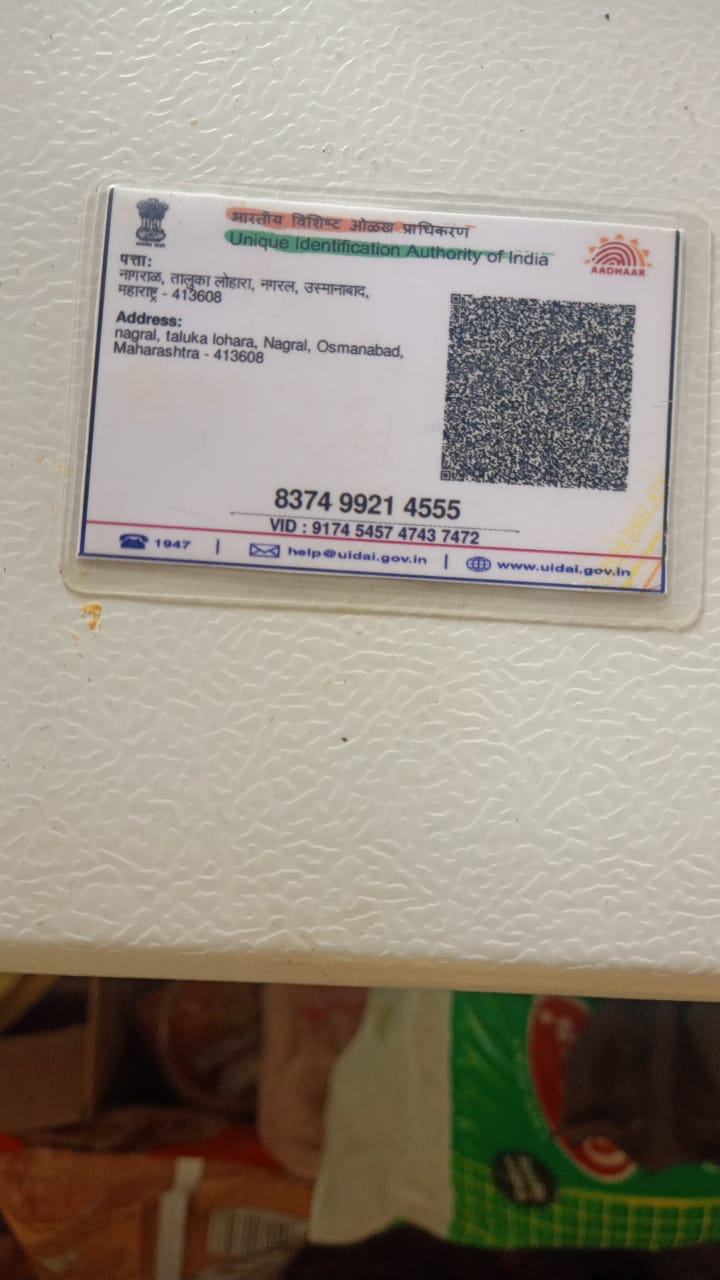 भारतीय विशिष्ट ओळख प्राधिकरण
Unique Identification Authority of India
AADHAAR
पत्ता:
नागराळ, तालुका लोहारा, नगरल, उस्मानाबाद,
महाराष्ट्र - 413608
Address:
nagral, taluka lohara, Nagral, Osmanabad,
Maharashtra - 413608
8374 9921 4555
VID : 9174 5457 4743 7472
1947 | help@uidai.gov.in | www.uidai.gov.in